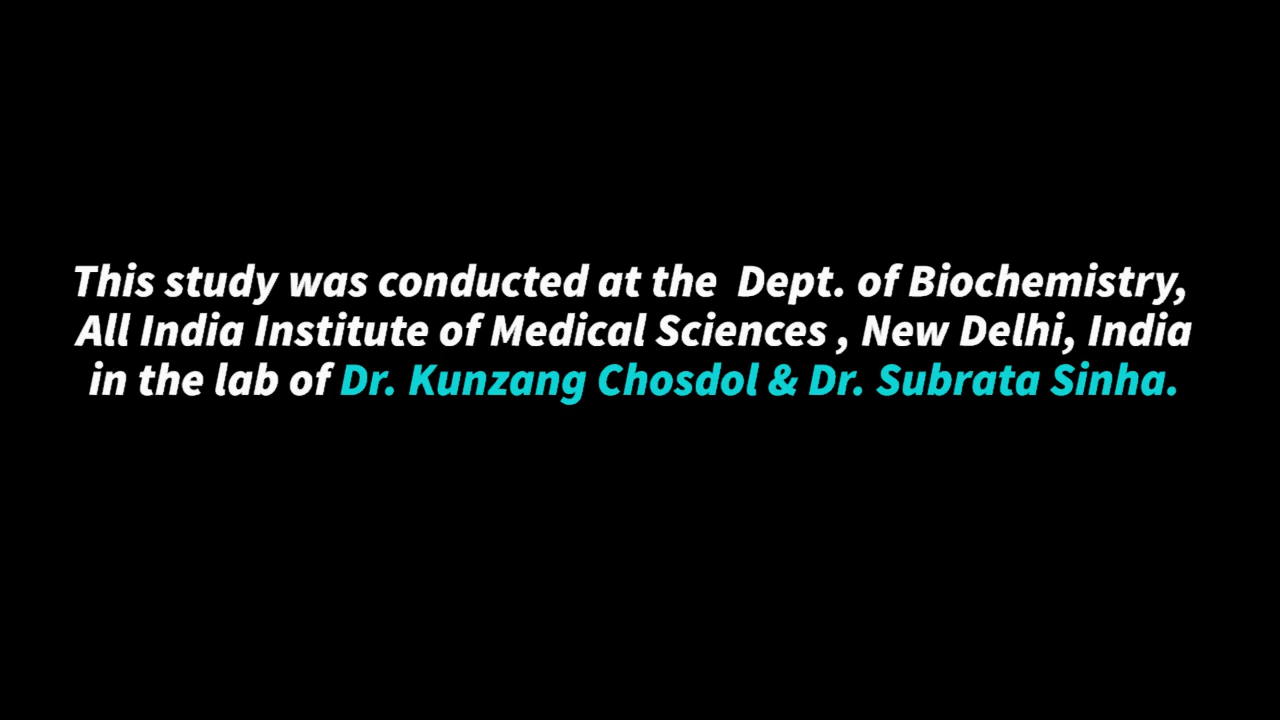 This study was conducted at the  Dept. of Biochemistry,
All India Institute of Medical Sciences , New Delhi, India
in the lab of Dr. Kunzang Chosdol & Dr. Subrata Sinha.